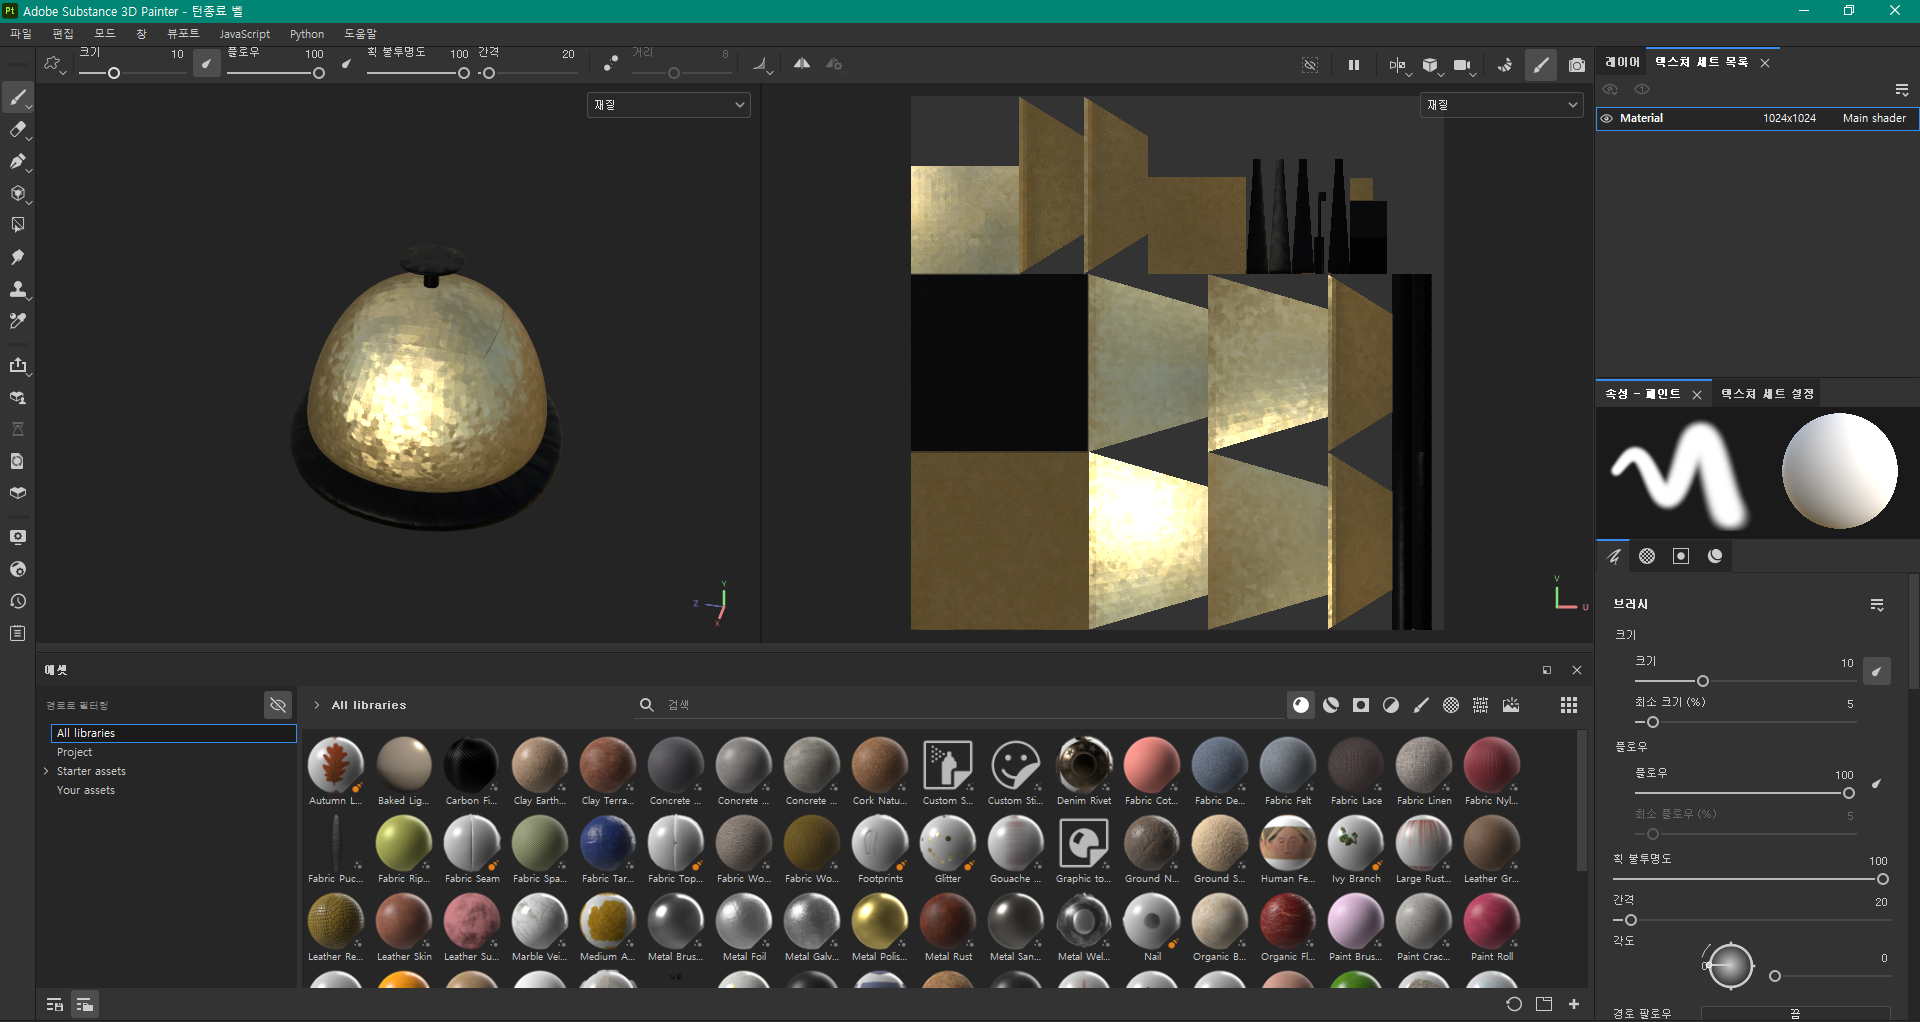 Pt Adobe Substance 3D Painter - 턴종료 벨
파일 편집 모드 창 뷰포트 JavaScript Python 도움말
크기 10 플로우 100 획 불투명도 100 간격 20 거리 8
재질
재질
레이어 텍스처 세트 목록
Material 1024x1024 Main shader
속성 - 페인트 텍스처 세트 설정
브러시
크기
크기 10
최소 크기 (%) 5
플로우
플로우 100
최소 플로우 (%) 5
획 불투명도 100
간격 20
각도
0 0
경로 팔로우 끔
Y
Z
X
V
U
에셋
경로로 필터링
All libraries
Project
Starter assets
Your assets
All libraries
검색
Autumn L... Baked Lig... Carbon Fi... Clay Earth... Clay Terra... Concrete ... Concrete ... Concrete ... Cork Natu... Custom S... Custom Sti... Denim Rivet Fabric Cot... Fabric De... Fabric Felt Fabric Lace Fabric Linen Fabric Nyl...
Fabric Puc... Fabric Rip... Fabric Seam Fabric Spa... Fabric Tar... Fabric Top... Fabric Wo... Fabric Wo... Footprints Glitter Gouache ... Graphic to... Ground N... Ground S... Human Fe... Ivy Branch Large Rust... Leather Gr...
Leather Re... Leather Skin Leather Su... Marble Vei... Medium A... Metal Brus... Metal Foil Metal Galv... Metal Polis... Metal Rust Metal San... Metal Wel... Nail Organic B... Organic Fl... Paint Brus... Paint Crac... Paint Roll